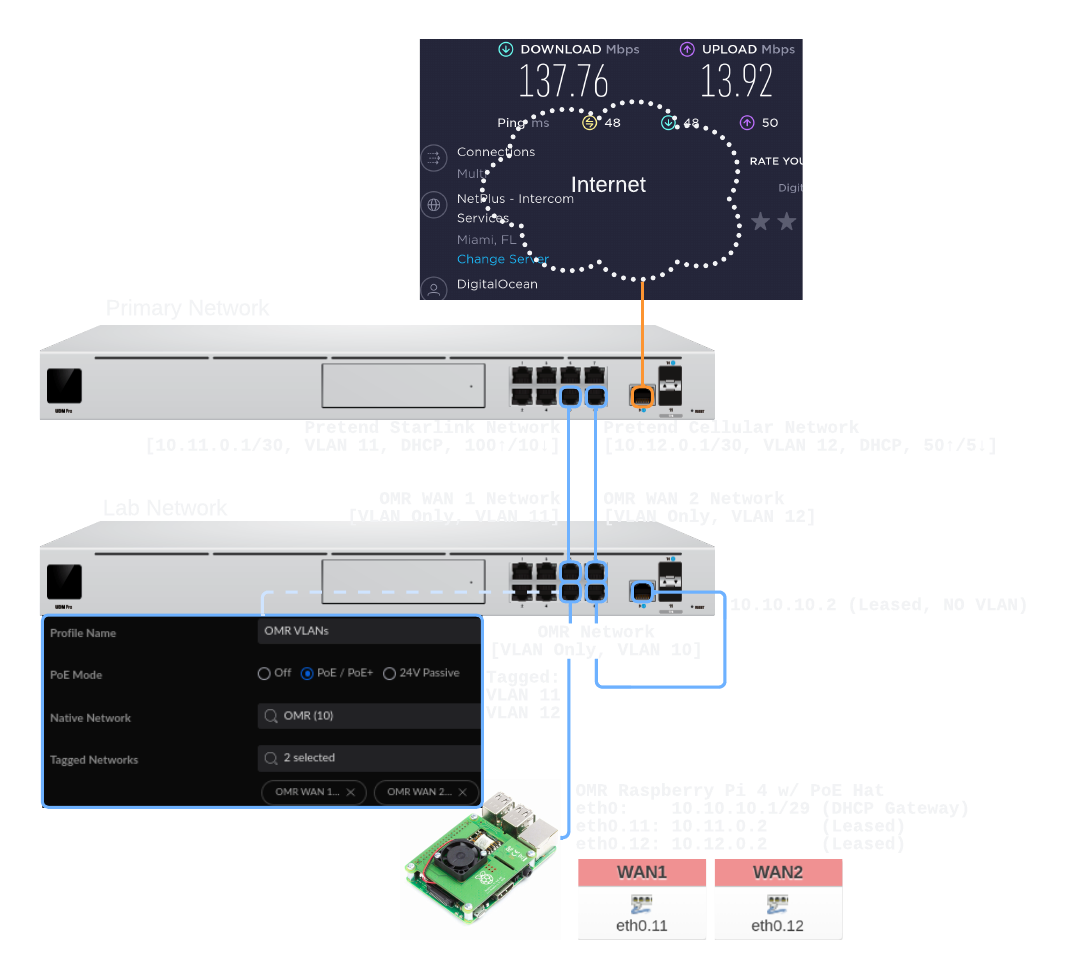 DOWNLOAD Mbps
UPLOAD Mbps
137.76
13.92
Ping ms
48
48
50
Connections
Mult
RATE YOU
Digit
Internet
NetPlus - Intercom
Services
Miami, FL
Change Server
DigitalOcean
Primary Network
UDM Pro
RESET
Pretend Starlink Network
[10.11.0.1/30, VLAN 11, DHCP, 100↑/10↓]
Pretend Cellular Network
[10.12.0.1/30, VLAN 12, DHCP, 50↑/5↓]
OMR WAN 1 Network
[VLAN Only, VLAN 11]
OMR WAN 2 Network
[VLAN Only, VLAN 12]
Lab Network
UDM Pro
RESET
10.10.10.2 (Leased, NO VLAN)
OMR Network
[VLAN Only, VLAN 10]
Tagged:
VLAN 11
VLAN 12
Profile Name
OMR VLANs
PoE Mode
Off
PoE / PoE+
24V Passive
Native Network
OMR (10)
Tagged Networks
2 selected
OMR WAN 1... ×
OMR WAN 2... ×
OMR Raspberry Pi 4 w/ PoE Hat
eth0: 10.10.10.1/29 (DHCP Gateway)
eth0.11: 10.11.0.2 (Leased)
eth0.12: 10.12.0.2 (Leased)
WAN1
WAN2
eth0.11
eth0.12